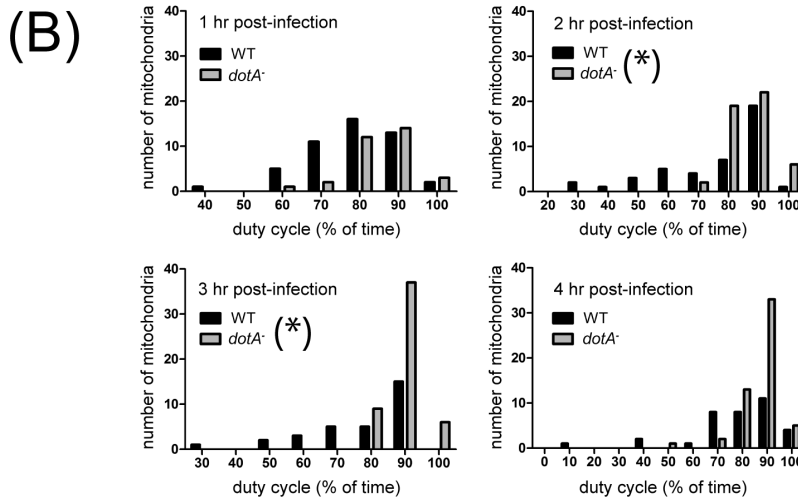 (B)
1 hr post-infection
WT
dotA-
number of mitochondria
40
30
20
10
0
40 50 60 70 80 90 100
duty cycle (% of time)
2 hr post-infection
WT
dotA- (*)
number of mitochondria
40
30
20
10
0
20 30 40 50 60 70 80 90 100
duty cycle (% of time)
3 hr post-infection
WT
dotA- (*)
number of mitochondria
40
30
20
10
0
30 40 50 60 70 80 90 100
duty cycle (% of time)
4 hr post-infection
WT
dotA-
number of mitochondria
40
30
20
10
0
0 10 20 30 40 50 60 70 80 90 100
duty cycle (% of time)